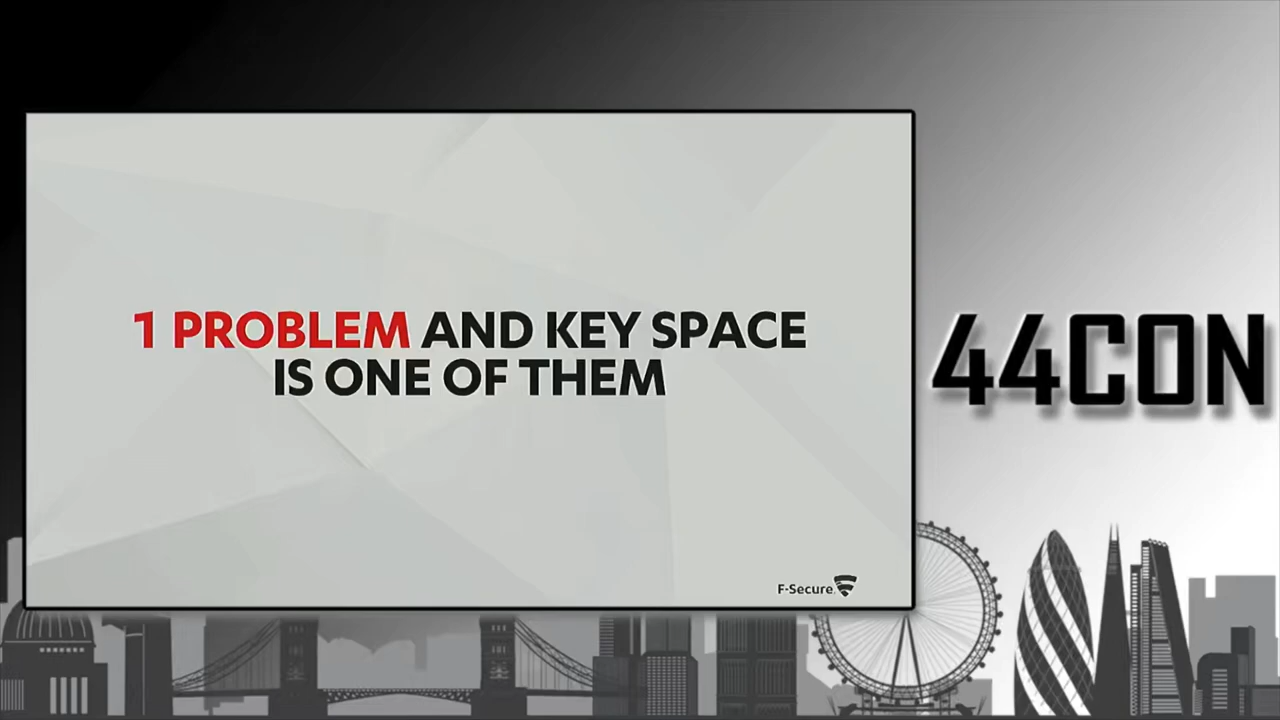 1 PROBLEM AND KEY SPACE
IS ONE OF THEM
F-Secure.
44CON